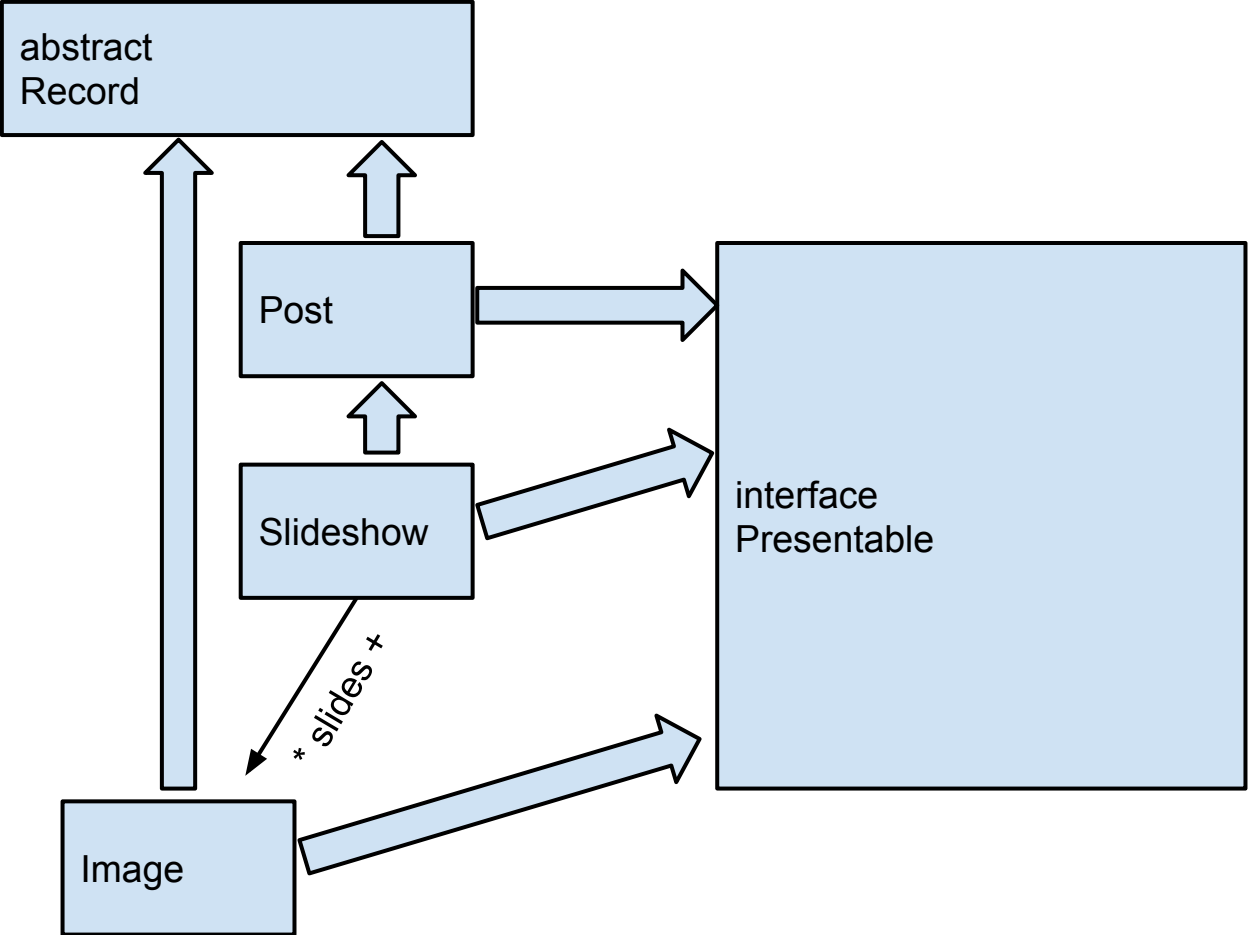 abstract
Record
Post
Slideshow
interface
Presentable
* slides +
Image